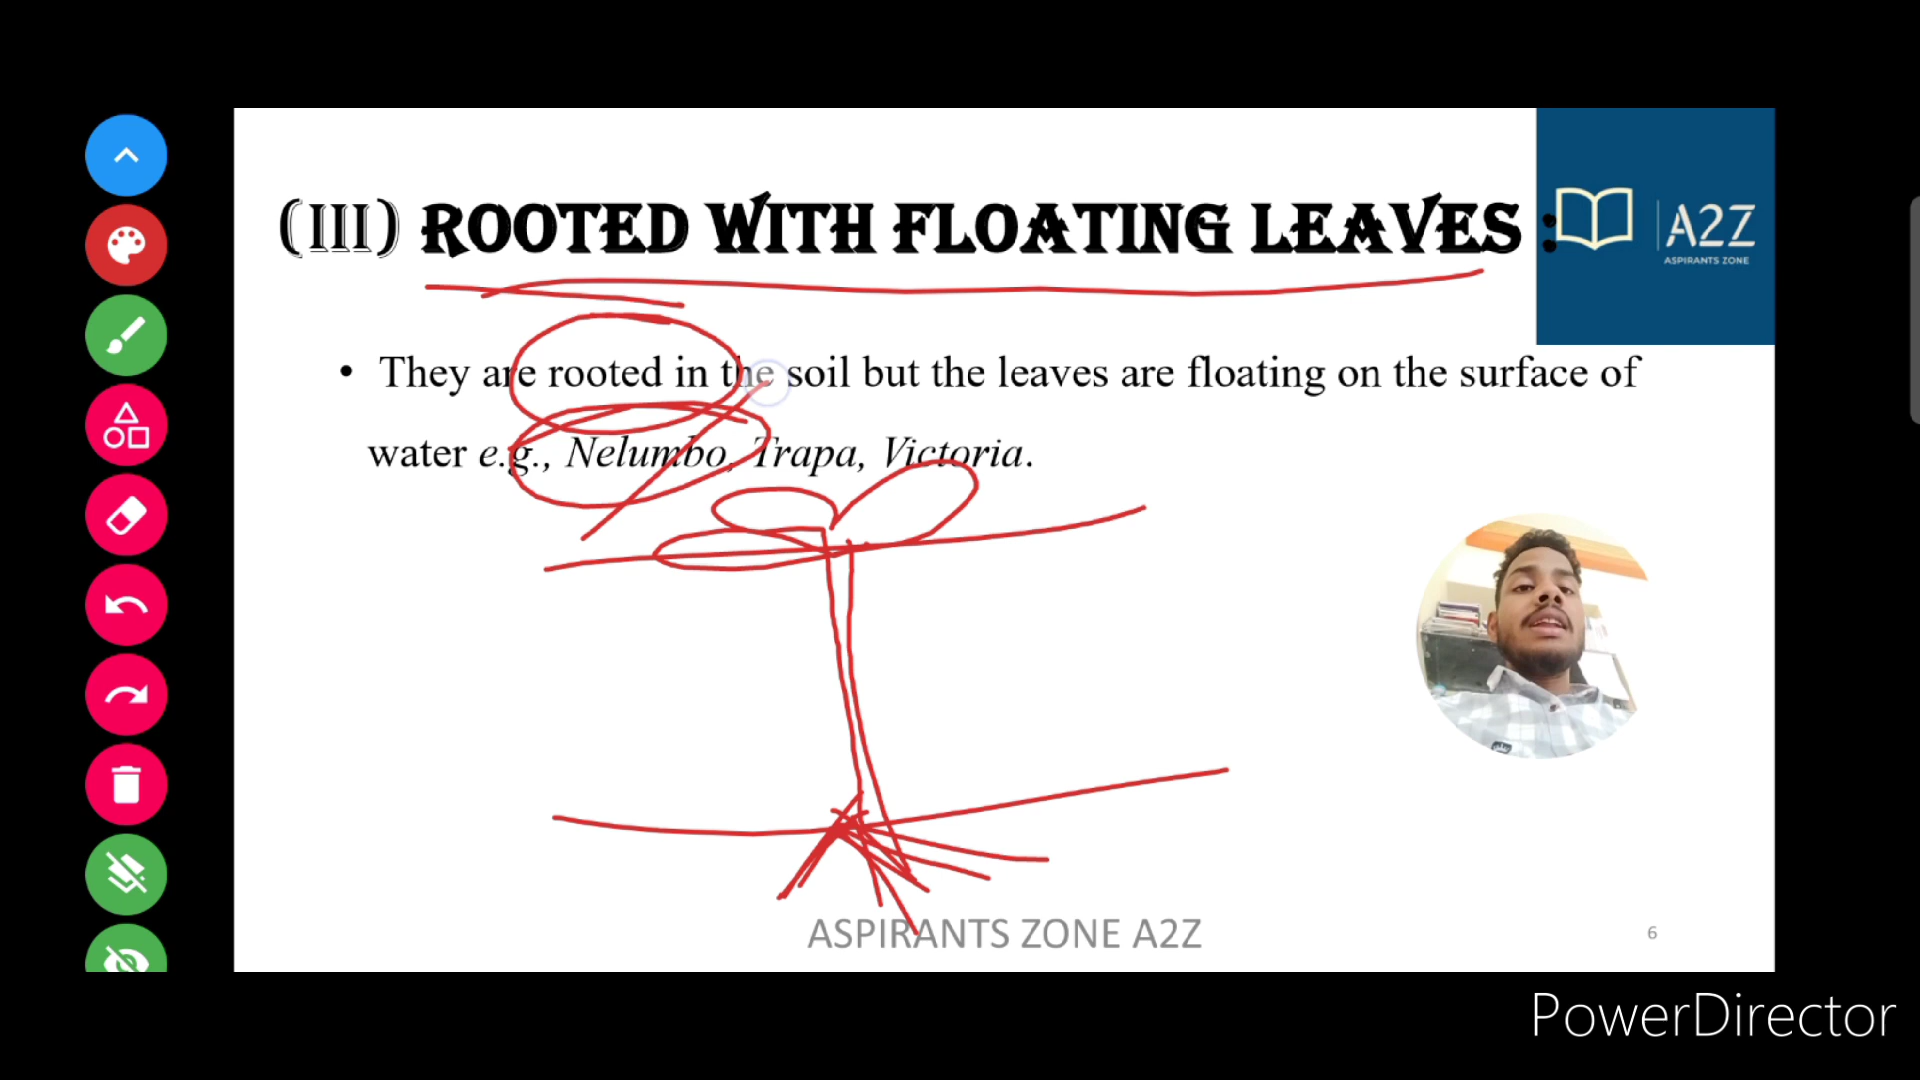 (III) ROOTED WITH FLOATING LEAVES :
A2Z
ASPIRANTS ZONE
• They are rooted in the soil but the leaves are floating on the surface of
water e.g., Nelumbo, Trapa, Victoria.
ASPIRANTS ZONE A2Z
6
PowerDirector